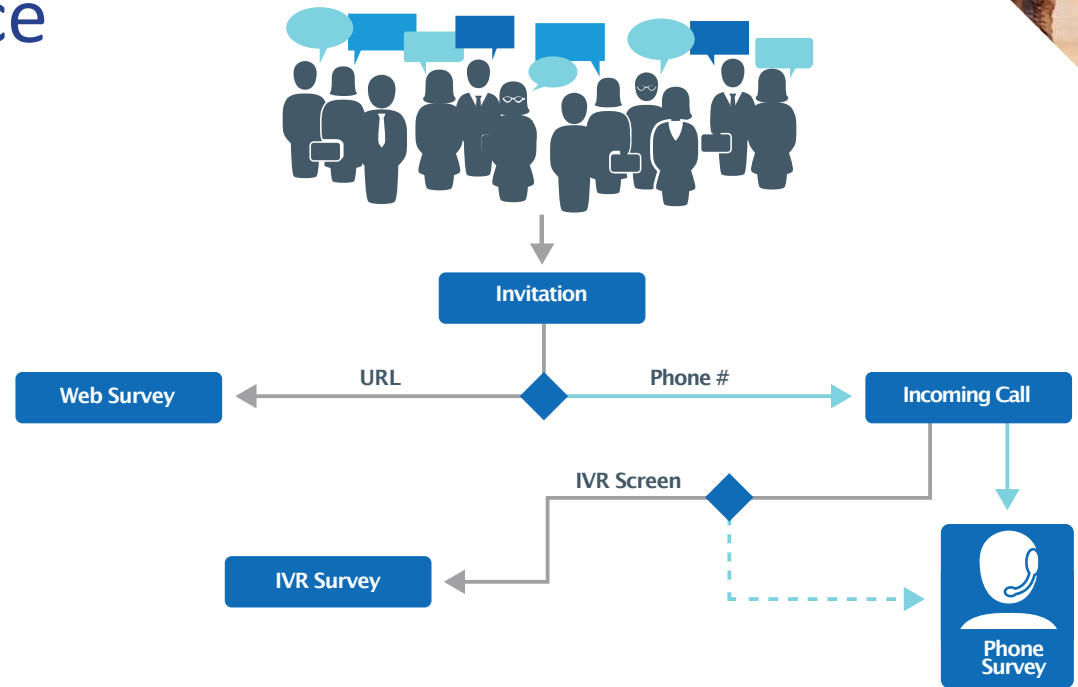 ce
Invitation
URL
Phone #
Web Survey
Incoming Call
IVR Screen
IVR Survey
Phone
Survey